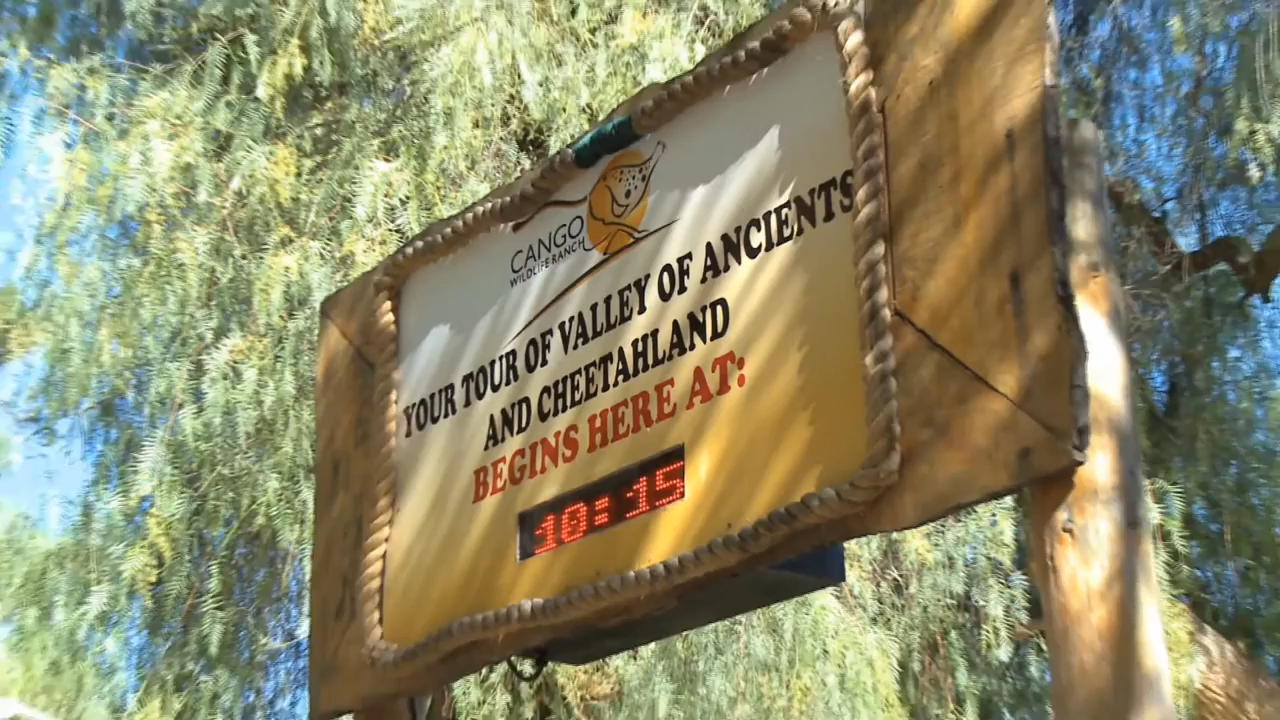 CANGO
WILDLIFE RANCH
YOUR TOUR OF VALLEY OF ANCIENTS
AND CHEETAHLAND
BEGINS HERE AT:
10:15